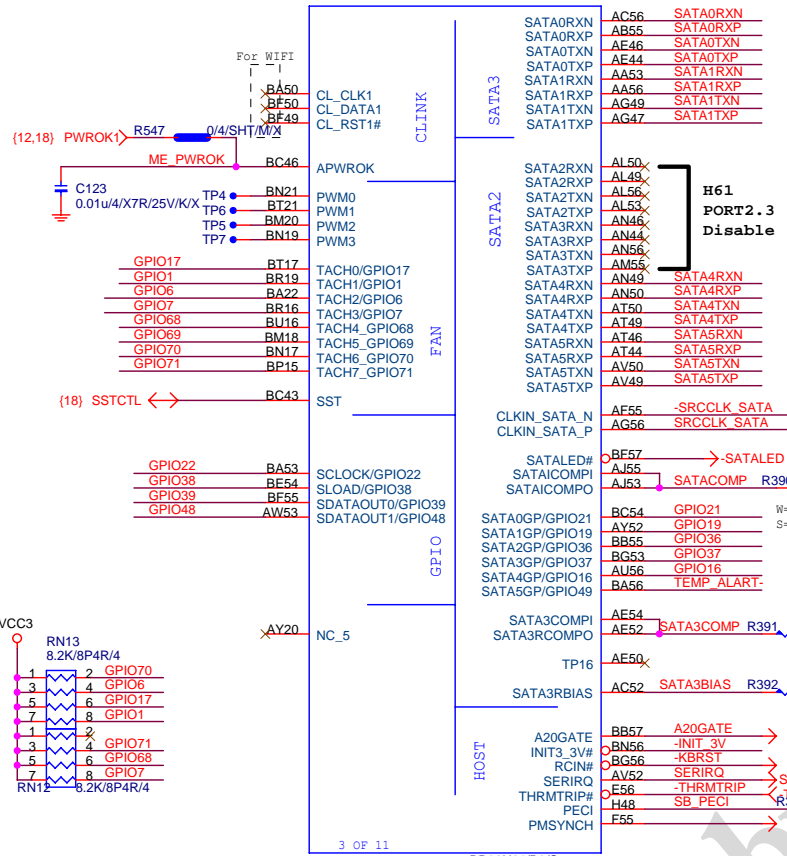 For WIFI
{12,18} PWROK1 R547 0/4/SHT/M/X
ME_PWROK
C123
0.01u/4/X7R/25V/K/X
BA50 CL_CLK1
BF50 CL_DATA1
BF49 CL_RST1#
BC46 APWROK
TP4 BN21 PWM0
TP6 BT21 PWM1
TP5 BM20 PWM2
TP7 BN19 PWM3
GPIO17 BT17 TACH0/GPIO17
GPIO1 BR19 TACH1/GPIO1
GPIO6 BA22 TACH2/GPIO6
GPIO7 BR16 TACH3/GPIO7
GPIO68 BU16 TACH4_GPIO68
GPIO69 BM18 TACH5_GPIO69
GPIO70 BN17 TACH6_GPIO70
GPIO71 BP15 TACH7_GPIO71
{18} SSTCTL BC43 SST
GPIO22 BA53 SCLOCK/GPIO22
GPIO38 BE54 SLOAD/GPIO38
GPIO39 BF55 SDATAOUT0/GPIO39
GPIO48 AW53 SDATAOUT1/GPIO48
AY20 NC_5
VCC3
RN13
8.2K/8P4R/4
1 2 GPIO70
3 4 GPIO6
5 6 GPIO17
7 8 GPIO1
1 2
3 4 GPIO71
5 6 GPIO68
7 8 GPIO7
RN12 8.2K/8P4R/4
CLINK
FAN
GPIO
SATA3
SATA2
HOST
SATA0RXN AC56 SATA0RXN
SATA0RXP AB55 SATA0RXP
SATA0TXN AE46 SATA0TXN
SATA0TXP AE44 SATA0TXP
SATA1RXN AA53 SATA1RXN
SATA1RXP AA56 SATA1RXP
SATA1TXN AG49 SATA1TXN
SATA1TXP AG47 SATA1TXP
SATA2RXN AL50
SATA2RXP AL49
SATA2TXN AL56
SATA2TXP AL53
SATA3RXN AN46
SATA3RXP AN44
SATA3TXN AN56
SATA3TXP AM55
H61
PORT2.3
Disable
SATA4RXN AN49 SATA4RXN
SATA4RXP AN50 SATA4RXP
SATA4TXN AT50 SATA4TXN
SATA4TXP AT49 SATA4TXP
SATA5RXN AT46 SATA5RXN
SATA5RXP AT44 SATA5RXP
SATA5TXN AV50 SATA5TXN
SATA5TXP AV49 SATA5TXP
CLKIN_SATA_N AF55 -SRCCLK_SATA
CLKIN_SATA_P AG56 SRCCLK_SATA
SATALED# BF57 -SATALED
SATAICOMPI AJ55
SATAICOMPO AJ53 SATACOMP R390
W=
S=
SATA0GP/GPIO21 BC54 GPIO21
SATA1GP/GPIO19 AY52 GPIO19
SATA2GP/GPIO36 BB55 GPIO36
SATA3GP/GPIO37 BG53 GPIO37
SATA4GP/GPIO16 AU56 GPIO16
SATA5GP/GPIO49 BA56 TEMP_ALART-
SATA3COMPI AE54
SATA3RCOMPO AE52 SATA3COMP R391
TP16 AE50
SATA3RBIAS AC52 SATA3BIAS R392
A20GATE BB57 A20GATE
INIT3_3V# BN56 -INIT_3V
RCIN# BG56 -KBRST
SERIRQ AV52 SERIRQ
THRMTRIP# E56 -THRMTRIP
PECI H48 SB_PECI
PMSYNCH F55
3 OF 11